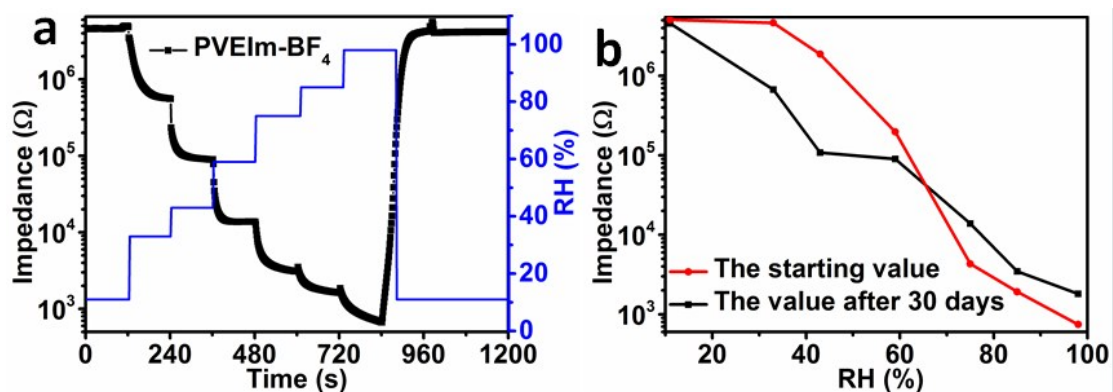 a
PVEIm-BF4
Impedance (Ω)
10^6
10^5
10^4
10^3
0 240 480 720 960 1200
Time (s)
100
80
60
40
20
0
RH (%)
b
Impedance (Ω)
10^6
10^5
10^4
10^3
The starting value
The value after 30 days
20 40 60 80 100
RH (%)